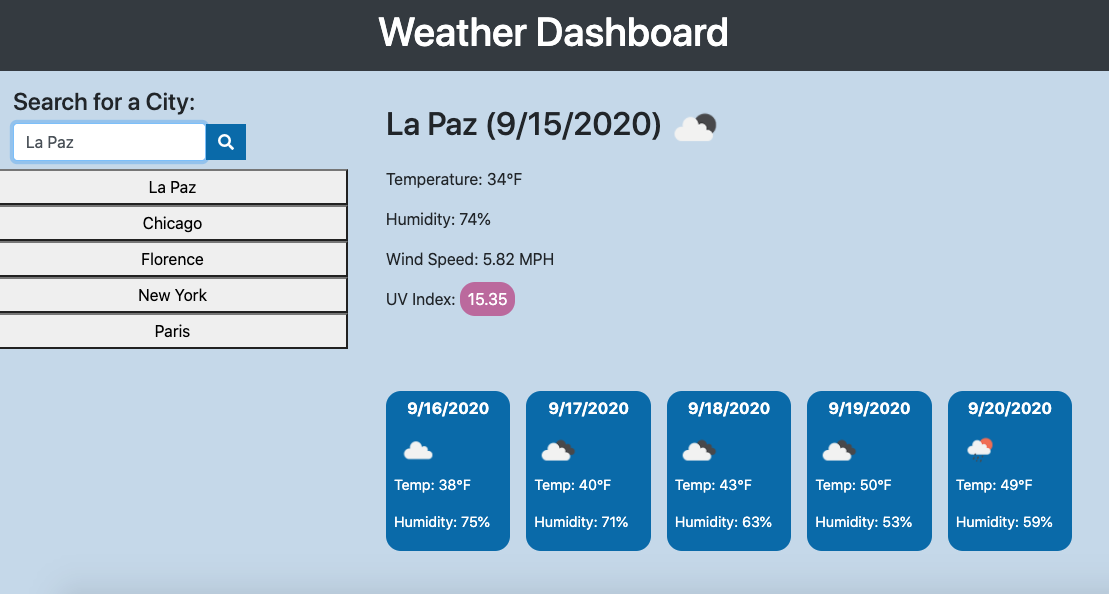 Weather Dashboard
Search for a City:
La Paz
La Paz
Chicago
Florence
New York
Paris
La Paz (9/15/2020)
Temperature: 34°F
Humidity: 74%
Wind Speed: 5.82 MPH
UV Index: 15.35
9/16/2020
Temp: 38°F
Humidity: 75%
9/17/2020
Temp: 40°F
Humidity: 71%
9/18/2020
Temp: 43°F
Humidity: 63%
9/19/2020
Temp: 50°F
Humidity: 53%
9/20/2020
Temp: 49°F
Humidity: 59%